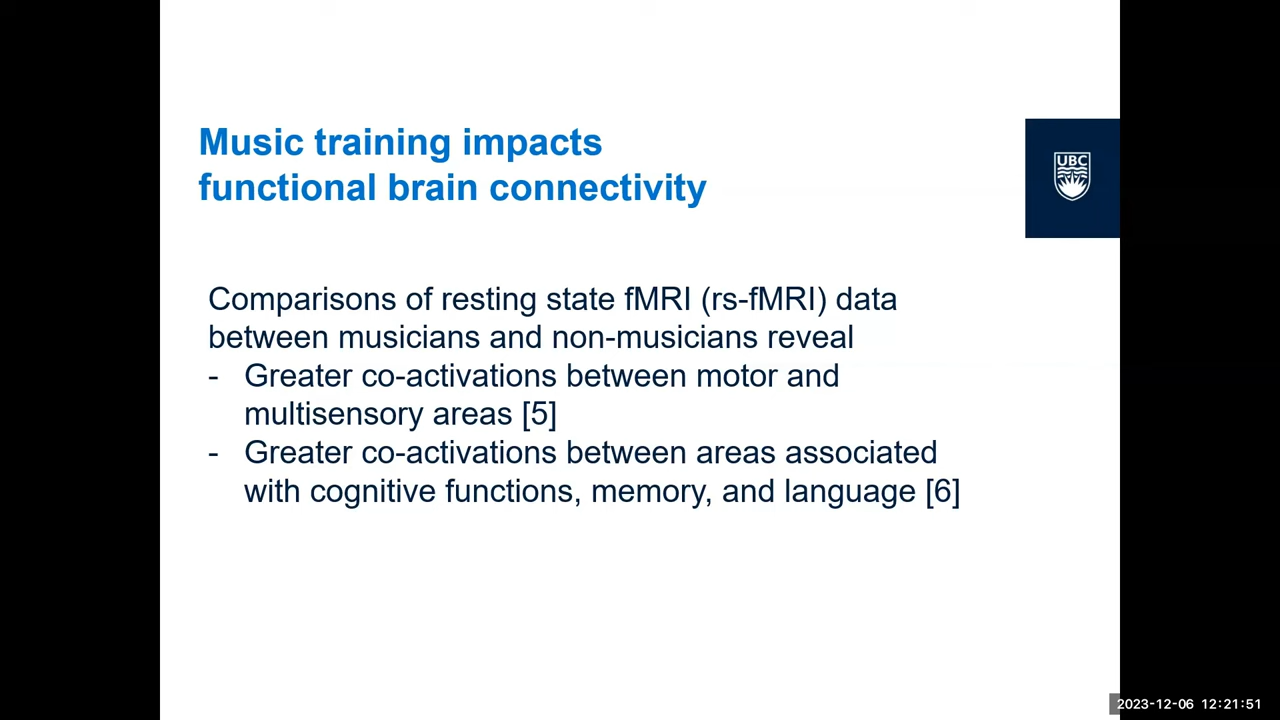 Music training impacts
functional brain connectivity
UBC
Comparisons of resting state fMRI (rs-fMRI) data
between musicians and non-musicians reveal
- Greater co-activations between motor and
multisensory areas [5]
- Greater co-activations between areas associated
with cognitive functions, memory, and language [6]
2023-12-06 12:21:51